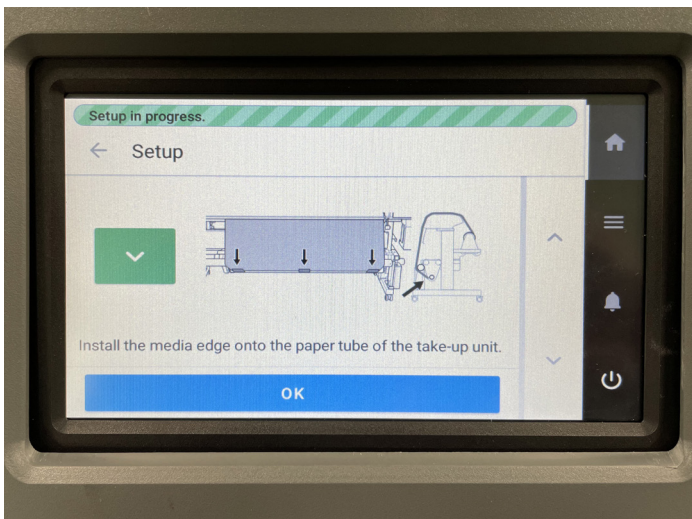 Setup in progress.
Setup
Install the media edge onto the paper tube of the take-up unit.
OK